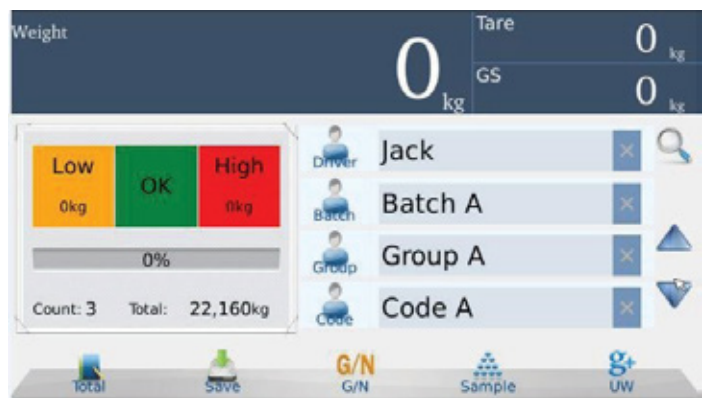 Weight
0 kg
Tare
0 kg
GS
0 kg
Low
0kg
OK
High
0kg
0%
Count: 3 Total: 22,160kg
Driver Jack ×
Batch Batch A ×
Group Group A ×
Code Code A ×
Total
Save
G/N
G/N
Sample
g+
UW